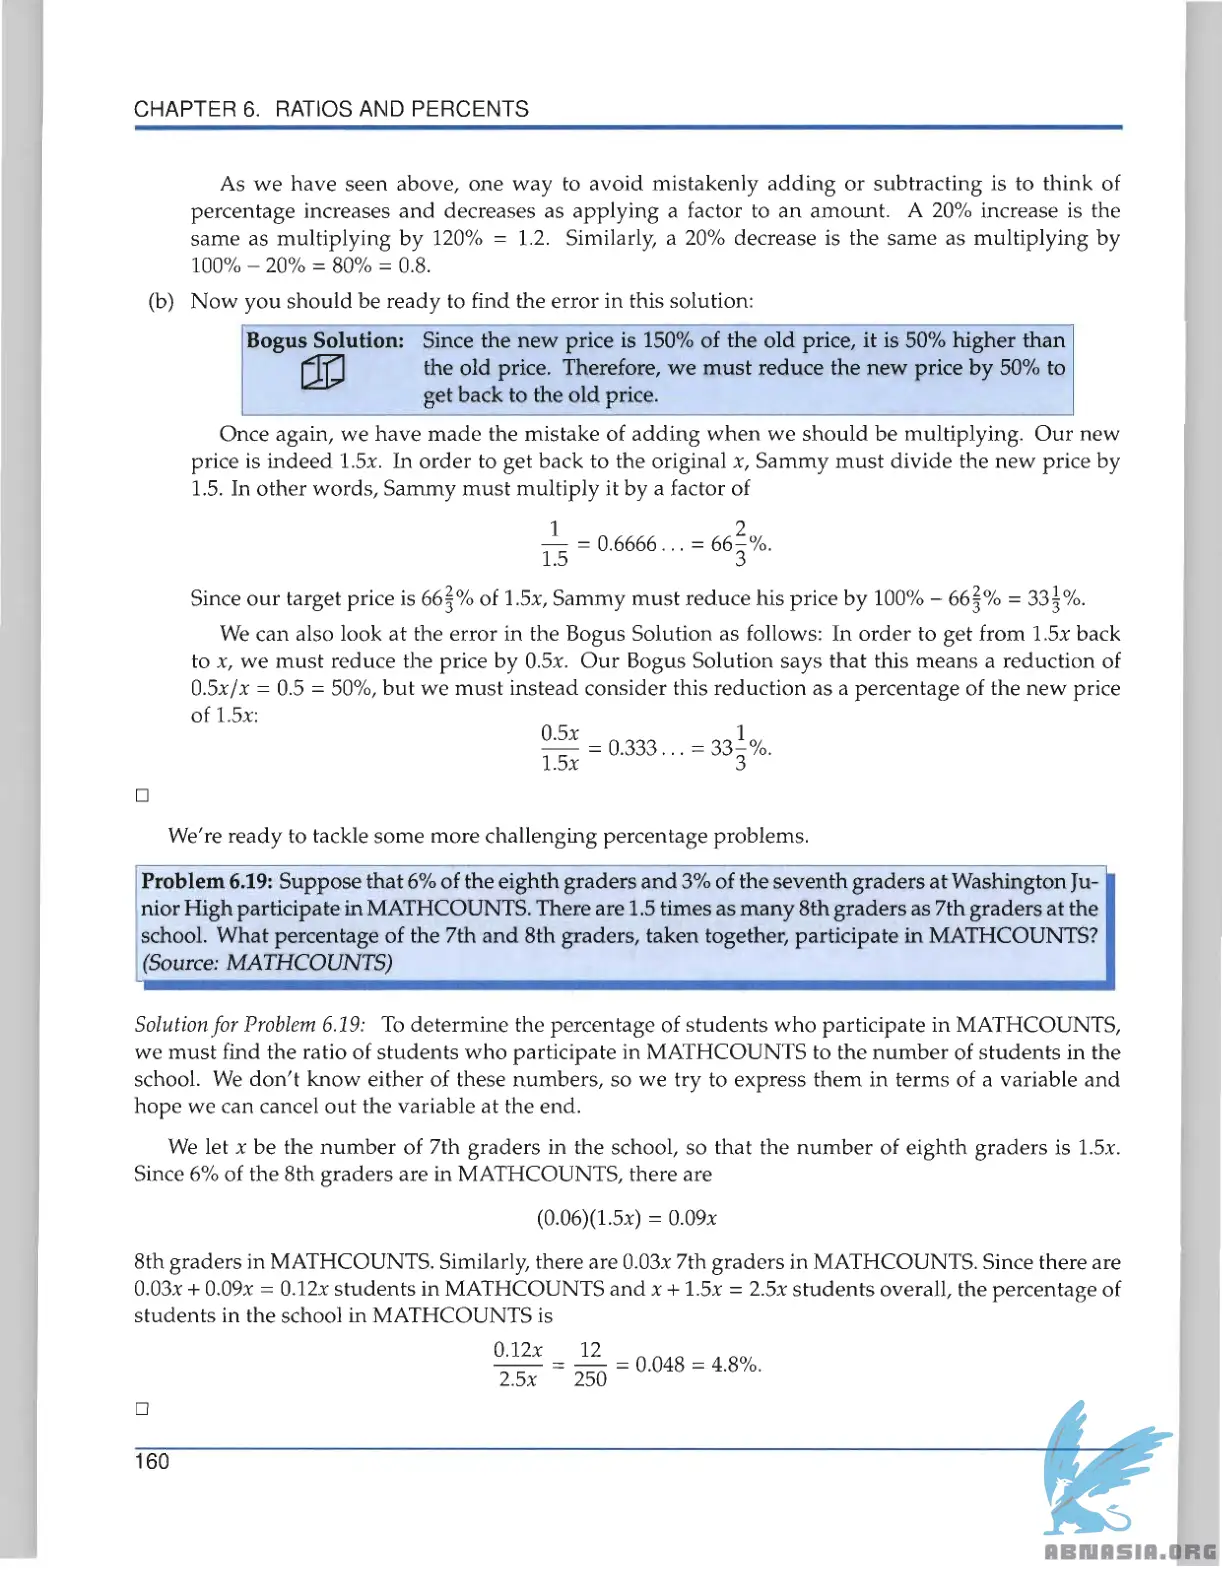 CHAPTER 6. RATIOS AND PERCENTS
As we have seen above, one way to avoid mistakenly adding or subtracting is to think of
percentage increases and decreases as applying a factor to an amount. A 20% increase is the
same as multiplying by 120% = 1.2. Similarly, a 20% decrease is the same as multiplying by
100% – 20% = 80% = 0.8.
(b) Now you should be ready to find the error in this solution:
Bogus Solution: Since the new price is 150% of the old price, it is 50% higher than
the old price. Therefore, we must reduce the new price by 50% to
get back to the old price.
Once again, we have made the mistake of adding when we should be multiplying. Our new
price is indeed 1.5x. In order to get back to the original x, Sammy must divide the new price by
1.5. In other words, Sammy must multiply it by a factor of
1/1.5 = 0.6666... = 66 2/3%.
Since our target price is 66 2/3% of 1.5x, Sammy must reduce his price by 100% – 66 2/3% = 33 1/3%.
We can also look at the error in the Bogus Solution as follows: In order to get from 1.5x back
to x, we must reduce the price by 0.5x. Our Bogus Solution says that this means a reduction of
0.5x/x = 0.5 = 50%, but we must instead consider this reduction as a percentage of the new price
of 1.5x:
0.5x/1.5x = 0.333... = 33 1/3%.
□
We're ready to tackle some more challenging percentage problems.
Problem 6.19: Suppose that 6% of the eighth graders and 3% of the seventh graders at Washington Ju-
nior High participate in MATHCOUNTS. There are 1.5 times as many 8th graders as 7th graders at the
school. What percentage of the 7th and 8th graders, taken together, participate in MATHCOUNTS?
(Source: MATHCOUNTS)
Solution for Problem 6.19: To determine the percentage of students who participate in MATHCOUNTS,
we must find the ratio of students who participate in MATHCOUNTS to the number of students in the
school. We don't know either of these numbers, so we try to express them in terms of a variable and
hope we can cancel out the variable at the end.
We let x be the number of 7th graders in the school, so that the number of eighth graders is 1.5x.
Since 6% of the 8th graders are in MATHCOUNTS, there are
(0.06)(1.5x) = 0.09x
8th graders in MATHCOUNTS. Similarly, there are 0.03x 7th graders in MATHCOUNTS. Since there are
0.03x + 0.09x = 0.12x students in MATHCOUNTS and x + 1.5x = 2.5x students overall, the percentage of
students in the school in MATHCOUNTS is
0.12x/2.5x = 12/250 = 0.048 = 4.8%.
□
160
ABNASIA.ORG